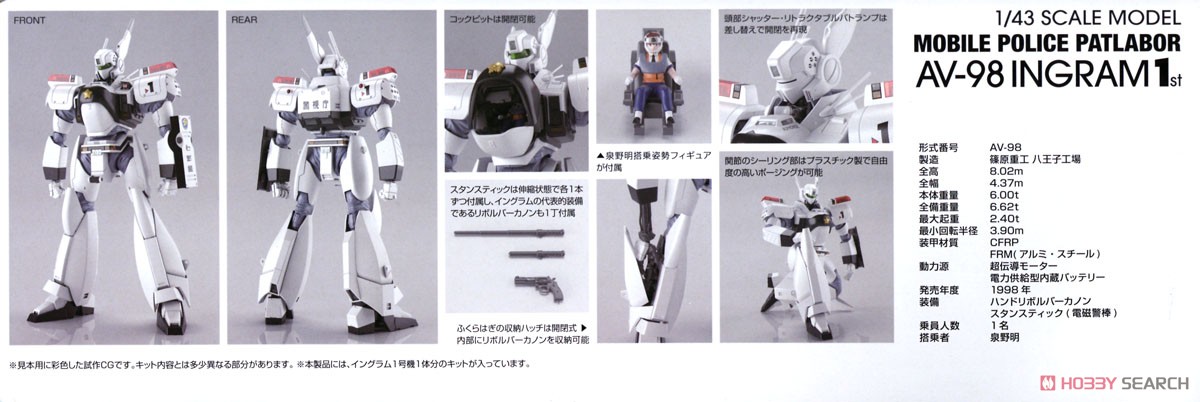 FRONT
REAR
警視庁
コックピットは開閉可能
▲泉野明搭乗姿勢フィギュア
が付属
スタンスティックは伸縮状態で各1本
ずつ付属し、イングラムの代表的装備
であるリボルバーカノンも1丁付属
ふくらはぎの収納ハッチは開閉式 ▶
内部にリボルバーカノンを収納可能
頭部シャッター・リトラクタブルパトランプは
差し替えで開閉を再現
関節のシーリング部はプラスチック製で自由
度の高いポージングが可能
※見本用に彩色した試作CGです。キット内容とは多少異なる部分があります。 ※本製品には、イングラム1号機1体分のキットが入っています。
1/43 SCALE MODEL
MOBILE POLICE PATLABOR
AV-98 INGRAM 1st
形式番号 AV-98
製造 篠原重工 八王子工場
全高 8.02m
全幅 4.37m
本体重量 6.00t
全備重量 6.62t
最大起重 2.40t
最小回転半径 3.90m
装甲材質 CFRP
FRM(アルミ・スチール)
動力源 超伝導モーター
電力供給型内蔵バッテリー
発売年度 1998年
装備 ハンドリボルバーカノン
スタンスティック(電磁警棒)
乗員人数 1名
搭乗者 泉野明
HOBBY SEARCH